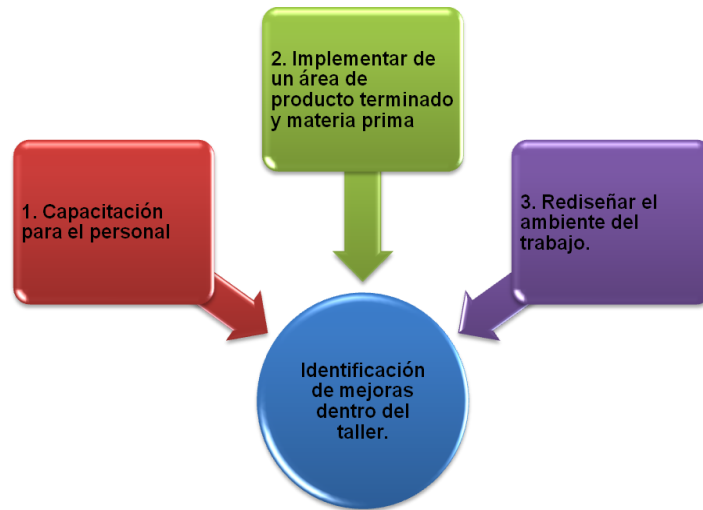 1. Capacitación
para el personal
2. Implementar de
un área de
producto terminado
y materia prima
3. Rediseñar el
ambiente del
trabajo.
Identificación
de mejoras
dentro del
taller.